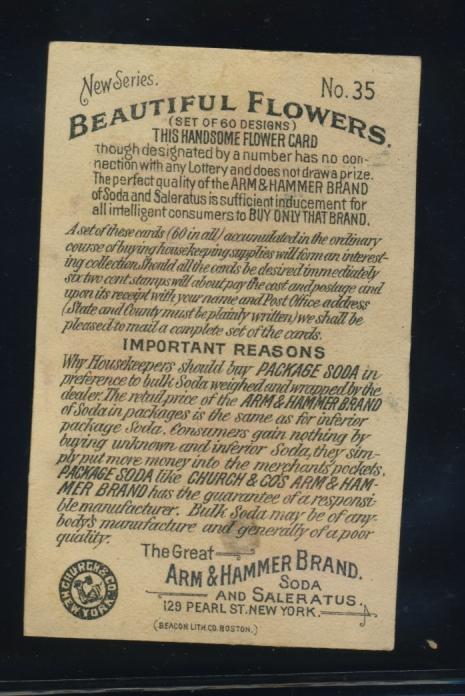 New Series.
No. 35
BEAUTIFUL FLOWERS.
(SET OF 60 DESIGNS)
THIS HANDSOME FLOWER CARD
though designated by a number has no con-
nection with any Lottery and does not draw a prize.
The perfect quality of the ARM & HAMMER BRAND
of Soda and Saleratus is sufficient inducement for
all intelligent consumers to BUY ONLY THAT BRAND.
A set of these cards (60 in all) accumulated in the ordinary
course of buying housekeeping supplies will form an interest-
ing collection. Should all the cards be desired immediately
six two cent stamps will about pay the cost and postage and
upon its receipt with your name and Post Office address
(State and County must be plainly written) we shall be
pleased to mail a complete set of the cards.
IMPORTANT REASONS
Why Housekeepers should buy PACKAGE SODA in
preference to bulk Soda weighed and wrapped by the
dealer. The retail price of the ARM & HAMMER BRAND
of Soda in packages is the same as for inferior
package Soda. Consumers gain nothing by
buying unknown and inferior Soda, they sim-
ply put more money into the merchants pockets.
PACKAGE SODA like CHURCH & CO'S ARM & HAM-
MER BRAND has the guarantee of a responsi-
ble manufacturer. Bulk Soda may be of any-
body's manufacture and generally of a poor
quality.
The Great
ARM & HAMMER BRAND.
SODA
AND SALERATUS.
129 PEARL ST. NEW YORK.
CHURCH & CO.
NEW YORK
(BEACON LITH. CO. BOSTON.)